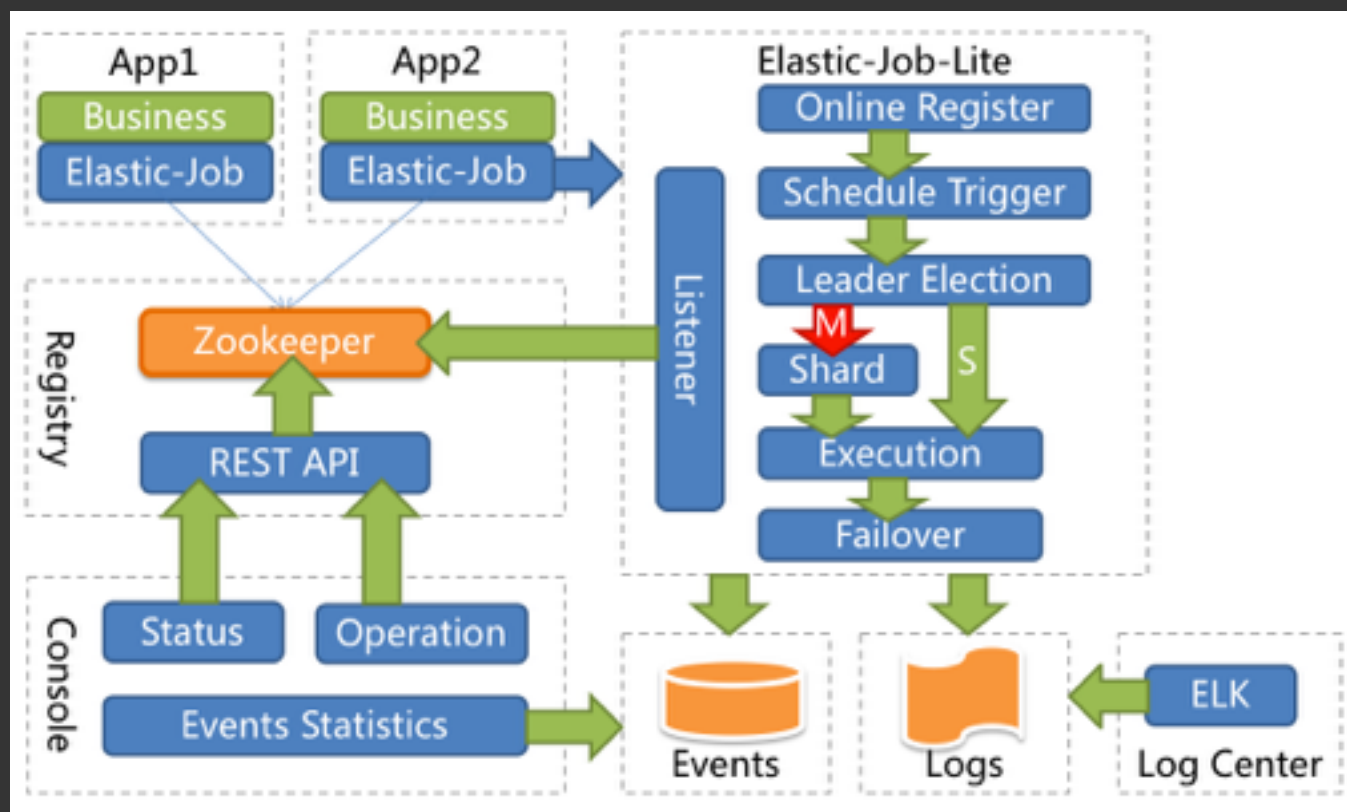 App1
Business
Elastic-Job
App2
Business
Elastic-Job
Elastic-Job-Lite
Online Register
Schedule Trigger
Leader Election
M
S
Shard
Execution
Failover
Listener
Registry
Zookeeper
REST API
Console
Status
Operation
Events Statistics
Events
Logs
ELK
Log Center